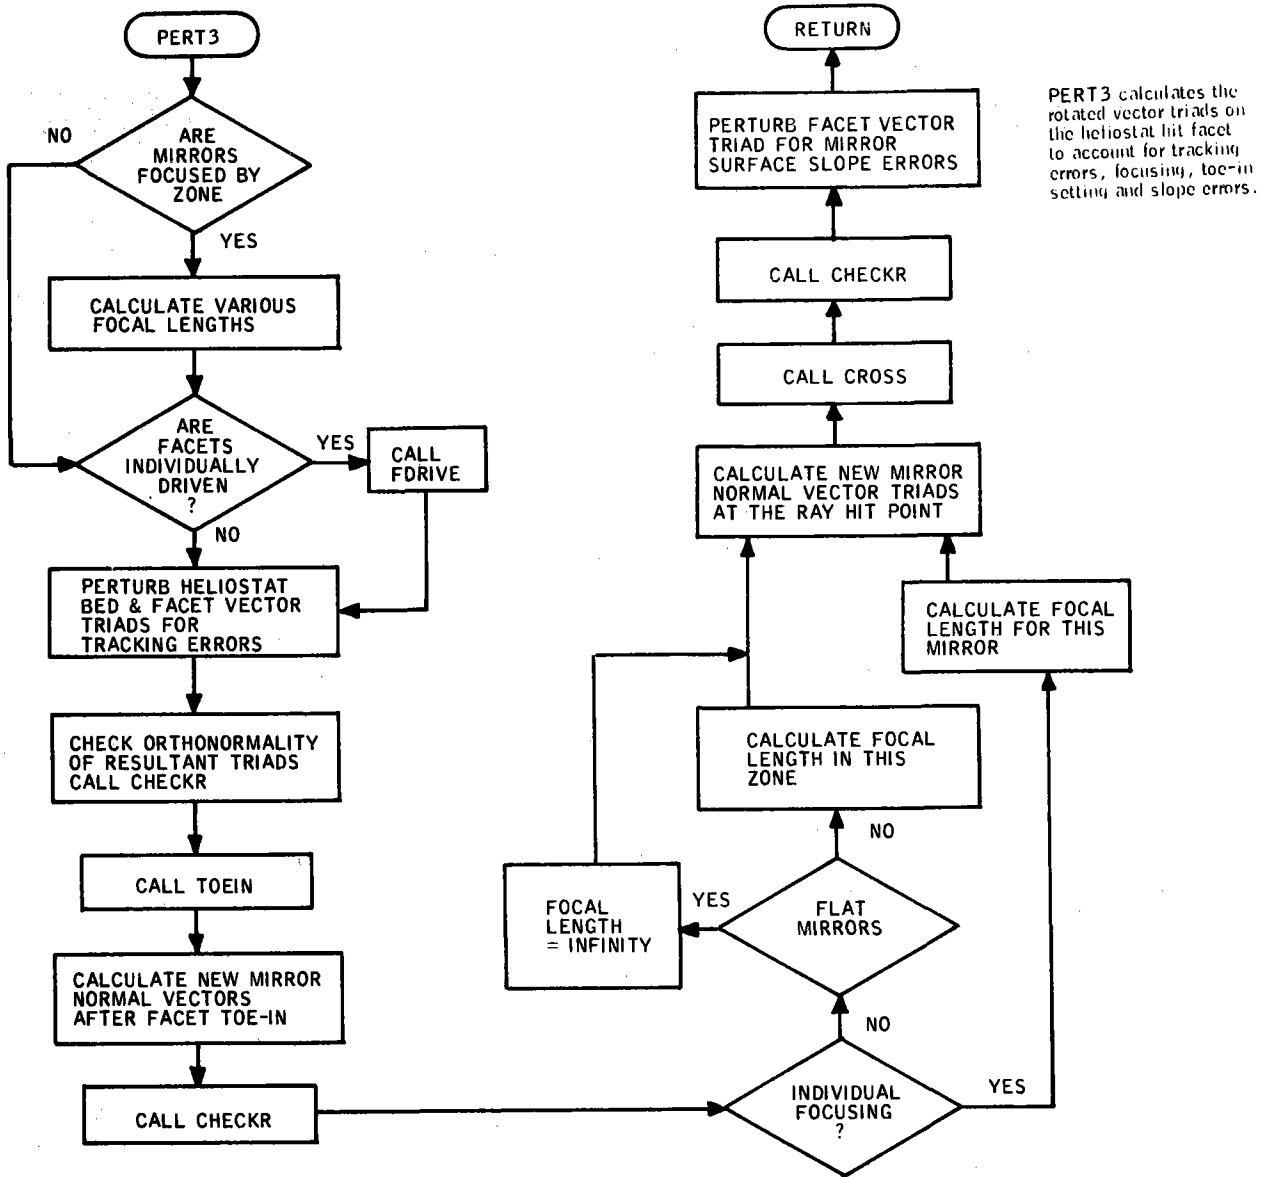 PERT3
NO
ARE
MIRRORS
FOCUSED BY
ZONE
YES
CALCULATE VARIOUS
FOCAL LENGTHS
ARE
FACETS
INDIVIDUALLY
DRIVEN
?
YES
CALL
FDRIVE
NO
PERTURB HELIOSTAT
BED & FACET VECTOR
TRIADS FOR
TRACKING ERRORS
CHECK ORTHONORMALITY
OF RESULTANT TRIADS
CALL CHECKR
CALL TOEIN
CALCULATE NEW MIRROR
NORMAL VECTORS
AFTER FACET TOE-IN
CALL CHECKR
INDIVIDUAL
FOCUSING
?
YES
NO
FLAT
MIRRORS
YES
NO
FOCAL
LENGTH
= INFINITY
CALCULATE FOCAL
LENGTH IN THIS
ZONE
CALCULATE FOCAL
LENGTH FOR THIS
MIRROR
CALCULATE NEW MIRROR
NORMAL VECTOR TRIADS
AT THE RAY HIT POINT
CALL CROSS
CALL CHECKR
PERTURB FACET VECTOR
TRIAD FOR MIRROR
SURFACE SLOPE ERRORS
RETURN
PERT3 calculates the
rotated vector triads on
the heliostat hit facet
to account for tracking
errors, focusing, toe-in
setting and slope errors.